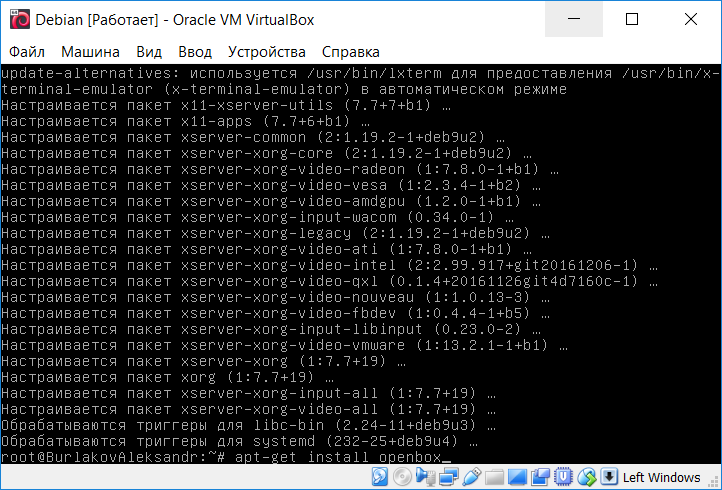 Debian [Работает] - Oracle VM VirtualBox
Файл Машина Вид Ввод Устройства Справка
update-alternatives: используется /usr/bin/lxterm для предоставления /usr/bin/x-
terminal-emulator (x-terminal-emulator) в автоматическом режиме
Настраивается пакет x11-xserver-utils (7.7+7+b1) …
Настраивается пакет x11-apps (7.7+6+b1) …
Настраивается пакет xserver-common (2:1.19.2-1+deb9u2) …
Настраивается пакет xserver-xorg-core (2:1.19.2-1+deb9u2) …
Настраивается пакет xserver-xorg-video-radeon (1:7.8.0-1+b1) …
Настраивается пакет xserver-xorg-video-vesa (1:2.3.4-1+b2) …
Настраивается пакет xserver-xorg-video-amdgpu (1.2.0-1+b1) …
Настраивается пакет xserver-xorg-input-wacom (0.34.0-1) …
Настраивается пакет xserver-xorg-legacy (2:1.19.2-1+deb9u2) …
Настраивается пакет xserver-xorg-video-ati (1:7.8.0-1+b1) …
Настраивается пакет xserver-xorg-video-intel (2:2.99.917+git20161206-1) …
Настраивается пакет xserver-xorg-video-qxl (0.1.4+20161126git4d7160c-1) …
Настраивается пакет xserver-xorg-video-nouveau (1:1.0.13-3) …
Настраивается пакет xserver-xorg-video-fbdev (1:0.4.4-1+b5) …
Настраивается пакет xserver-xorg-input-libinput (0.23.0-2) …
Настраивается пакет xserver-xorg-video-vmware (1:13.2.1-1+b1) …
Настраивается пакет xserver-xorg (1:7.7+19) …
Настраивается пакет xorg (1:7.7+19) …
Настраивается пакет xserver-xorg-input-all (1:7.7+19) …
Настраивается пакет xserver-xorg-video-all (1:7.7+19) …
Обрабатываются триггеры для libc-bin (2.24-11+deb9u3) …
Обрабатываются триггеры для systemd (232-25+deb9u4) …
root@BurlakovAleksandr:~# apt-get install openbox_
Left Windows